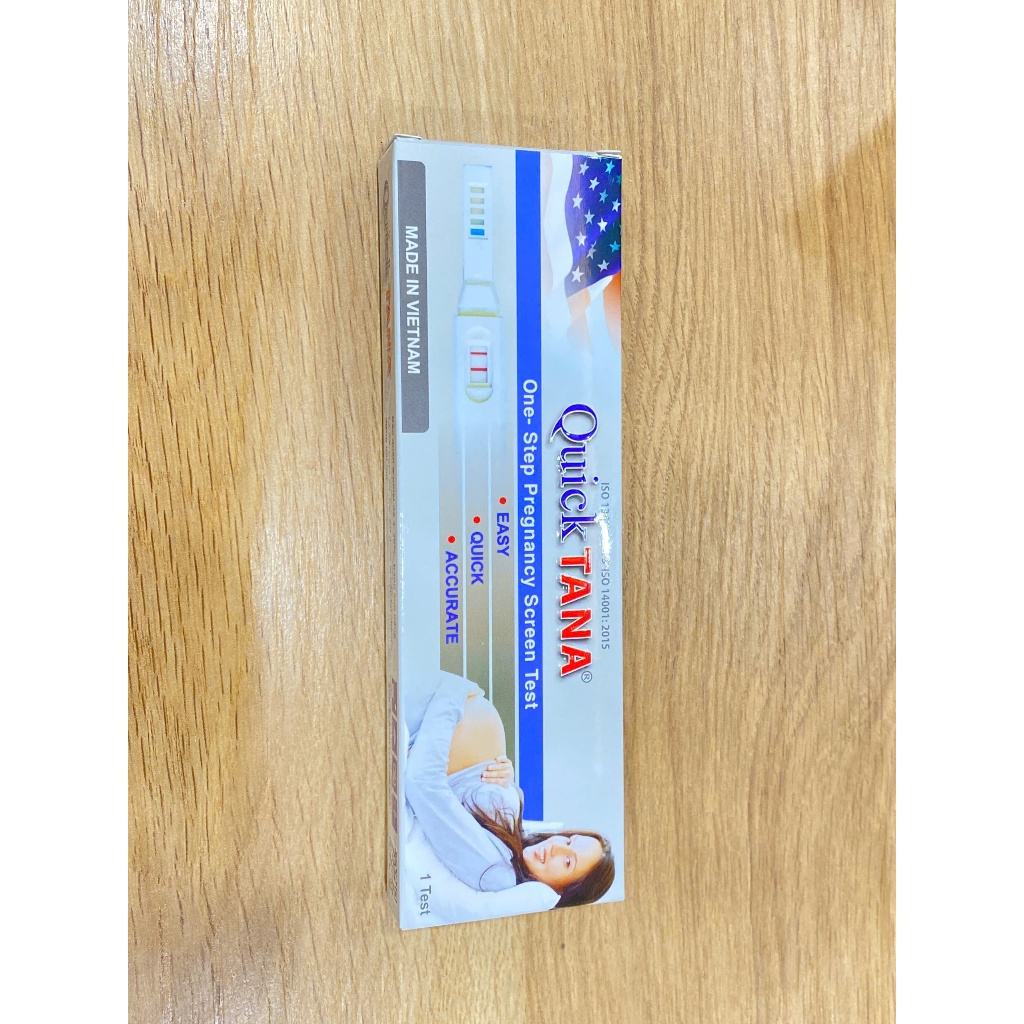 ISO 14001: 2015
Quick TANA®
One- Step Pregnancy Screen Test
• EASY
• QUICK
• ACCURATE
MADE IN VIETNAM
1 Test